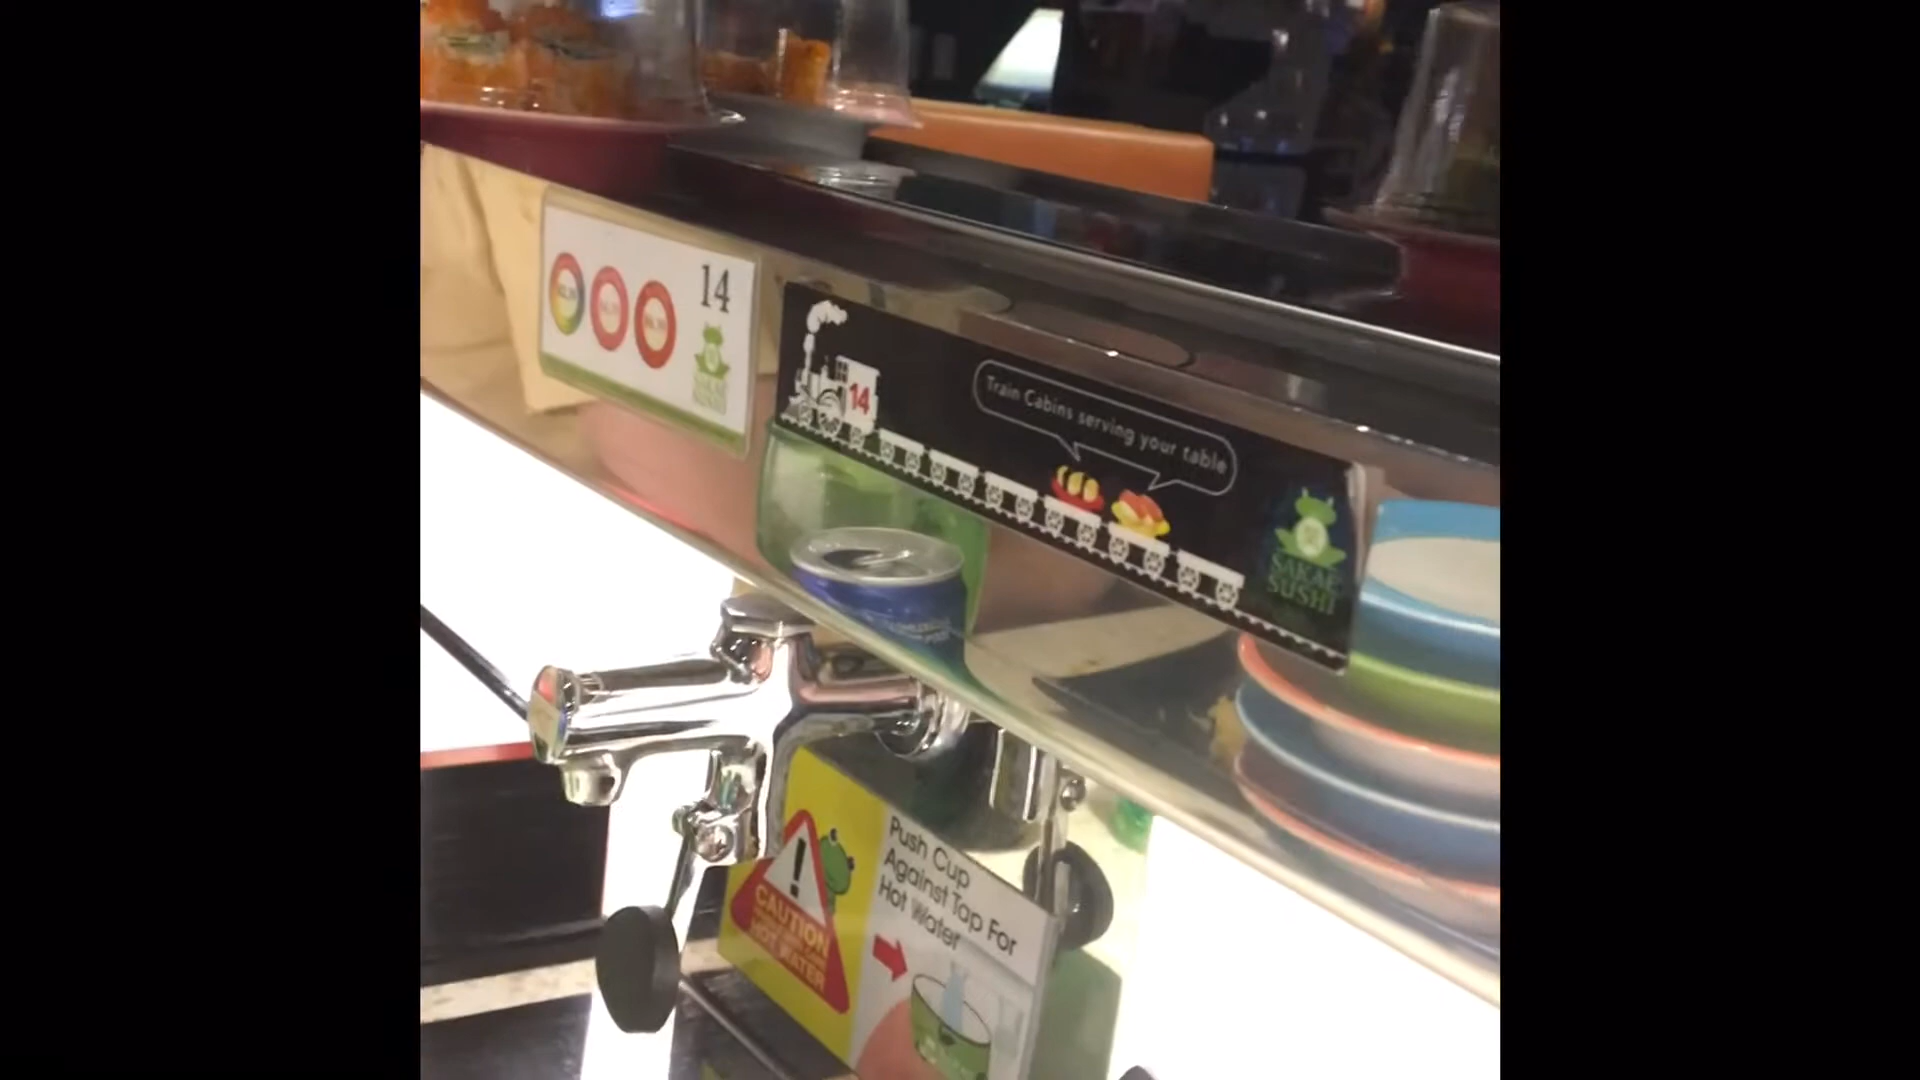 14
SAKAE
SUSHI
14
Train Cabins serving your table
SAKAE
SUSHI
Push Cup
Against Tap For
Hot Water
CAUTION
HOT WATER